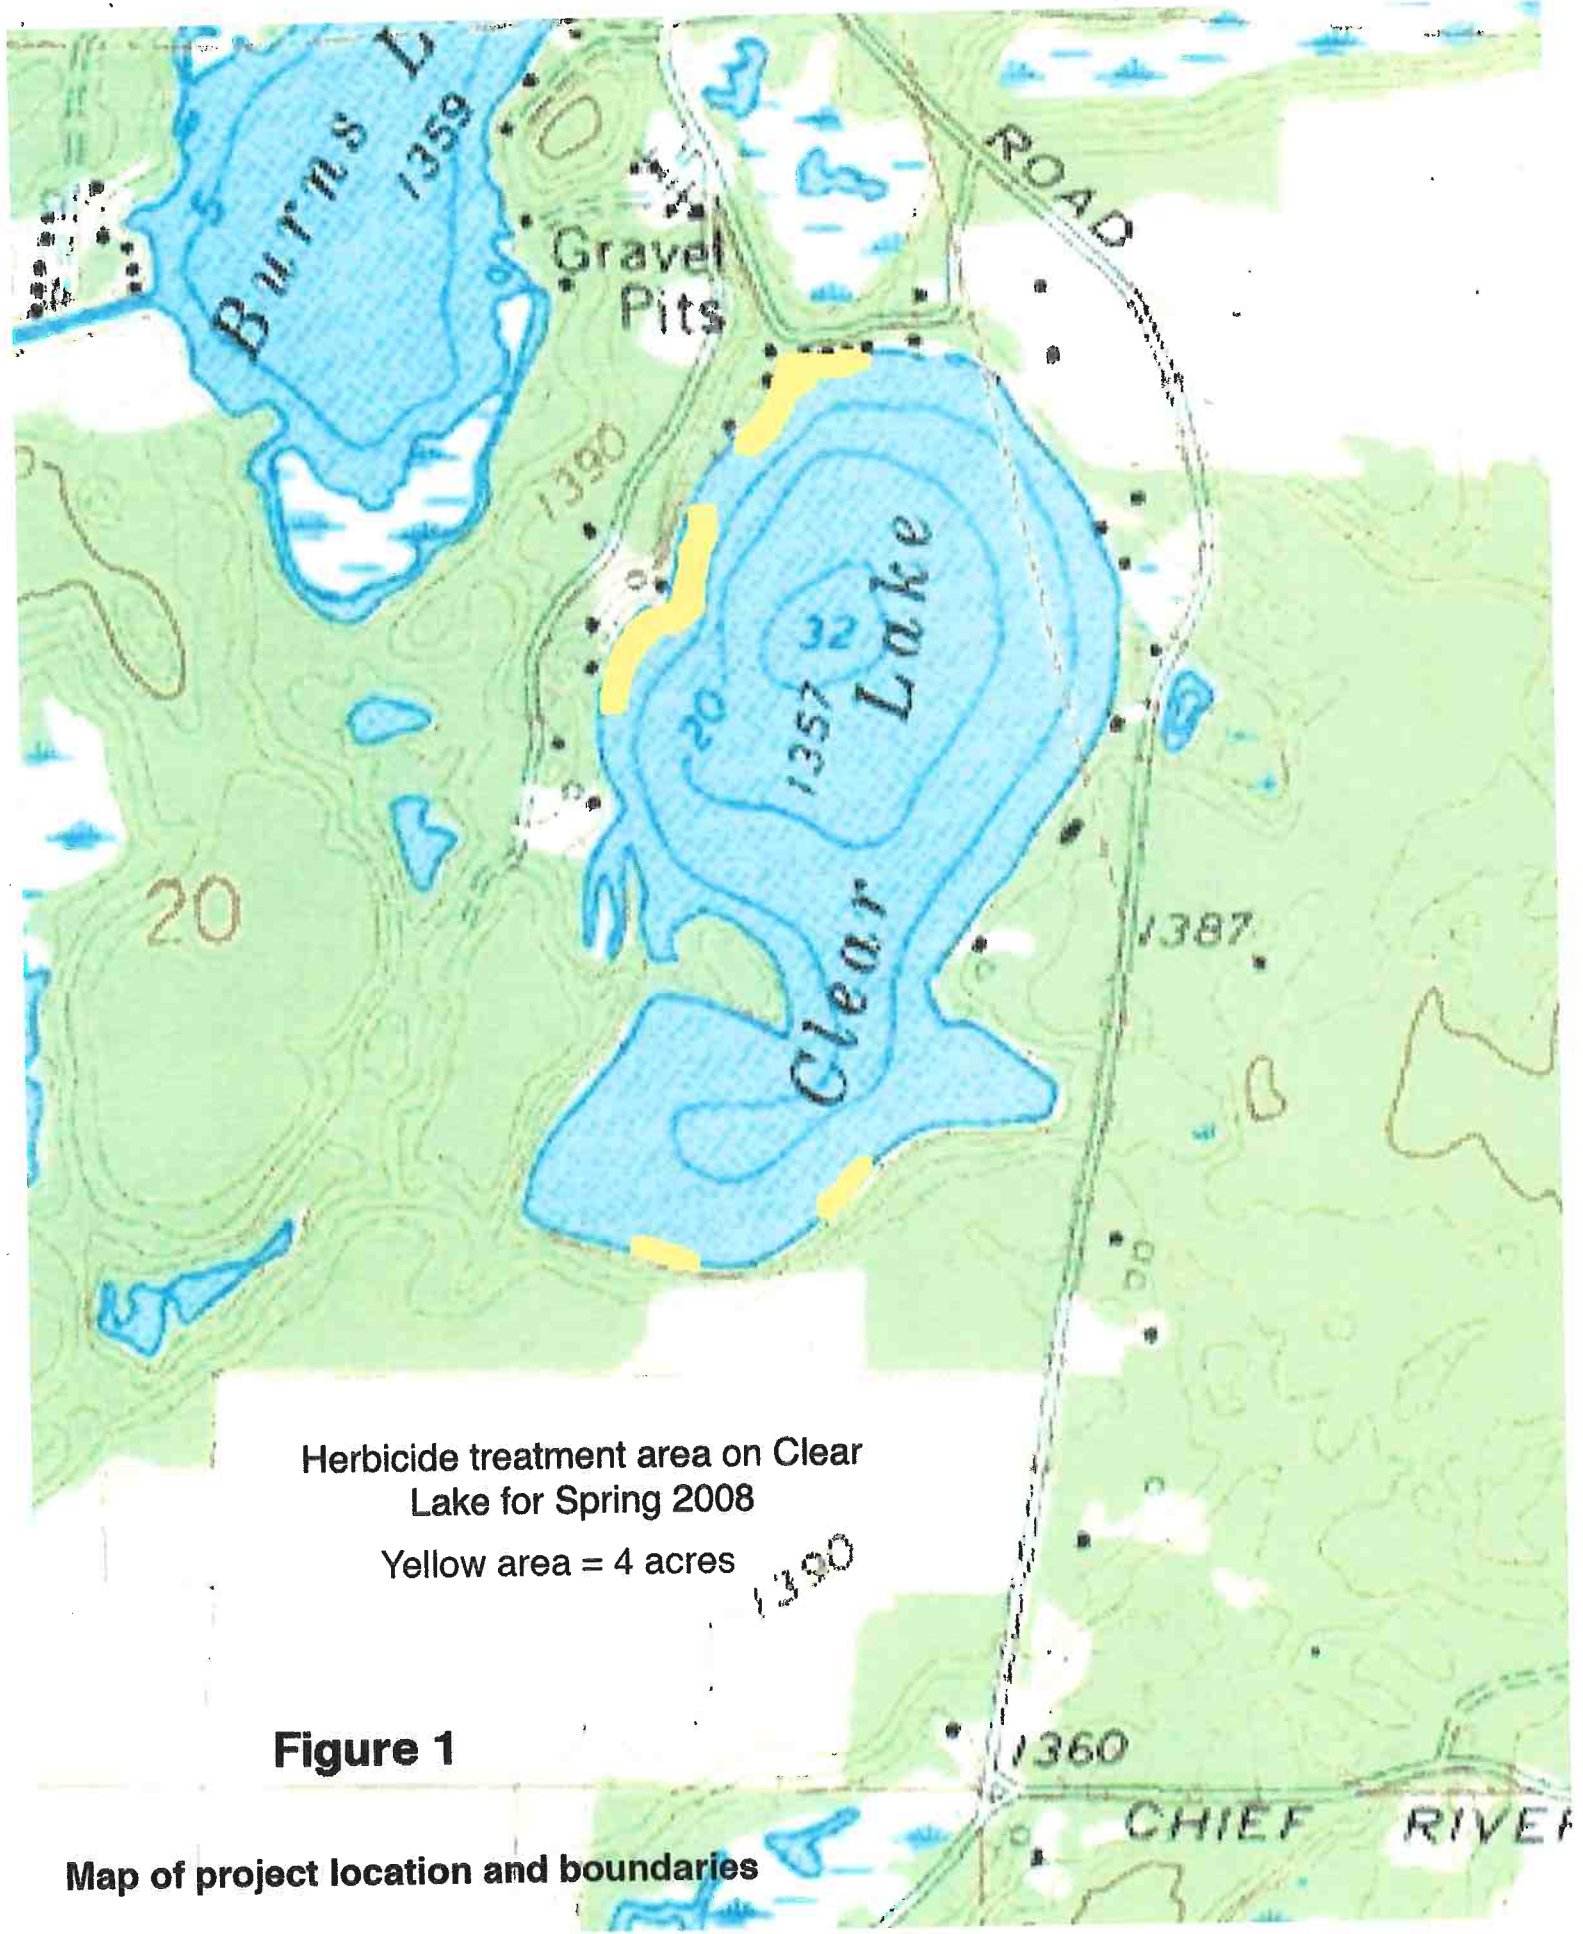 Burns L
1359
5
ROAD
Gravel
Pits
1390
32
Lake
1357
20
Clear
20
1387
Herbicide treatment area on Clear
Lake for Spring 2008
Yellow area = 4 acres
1390
Figure 1
1360
CHIEF RIVER
Map of project location and boundaries